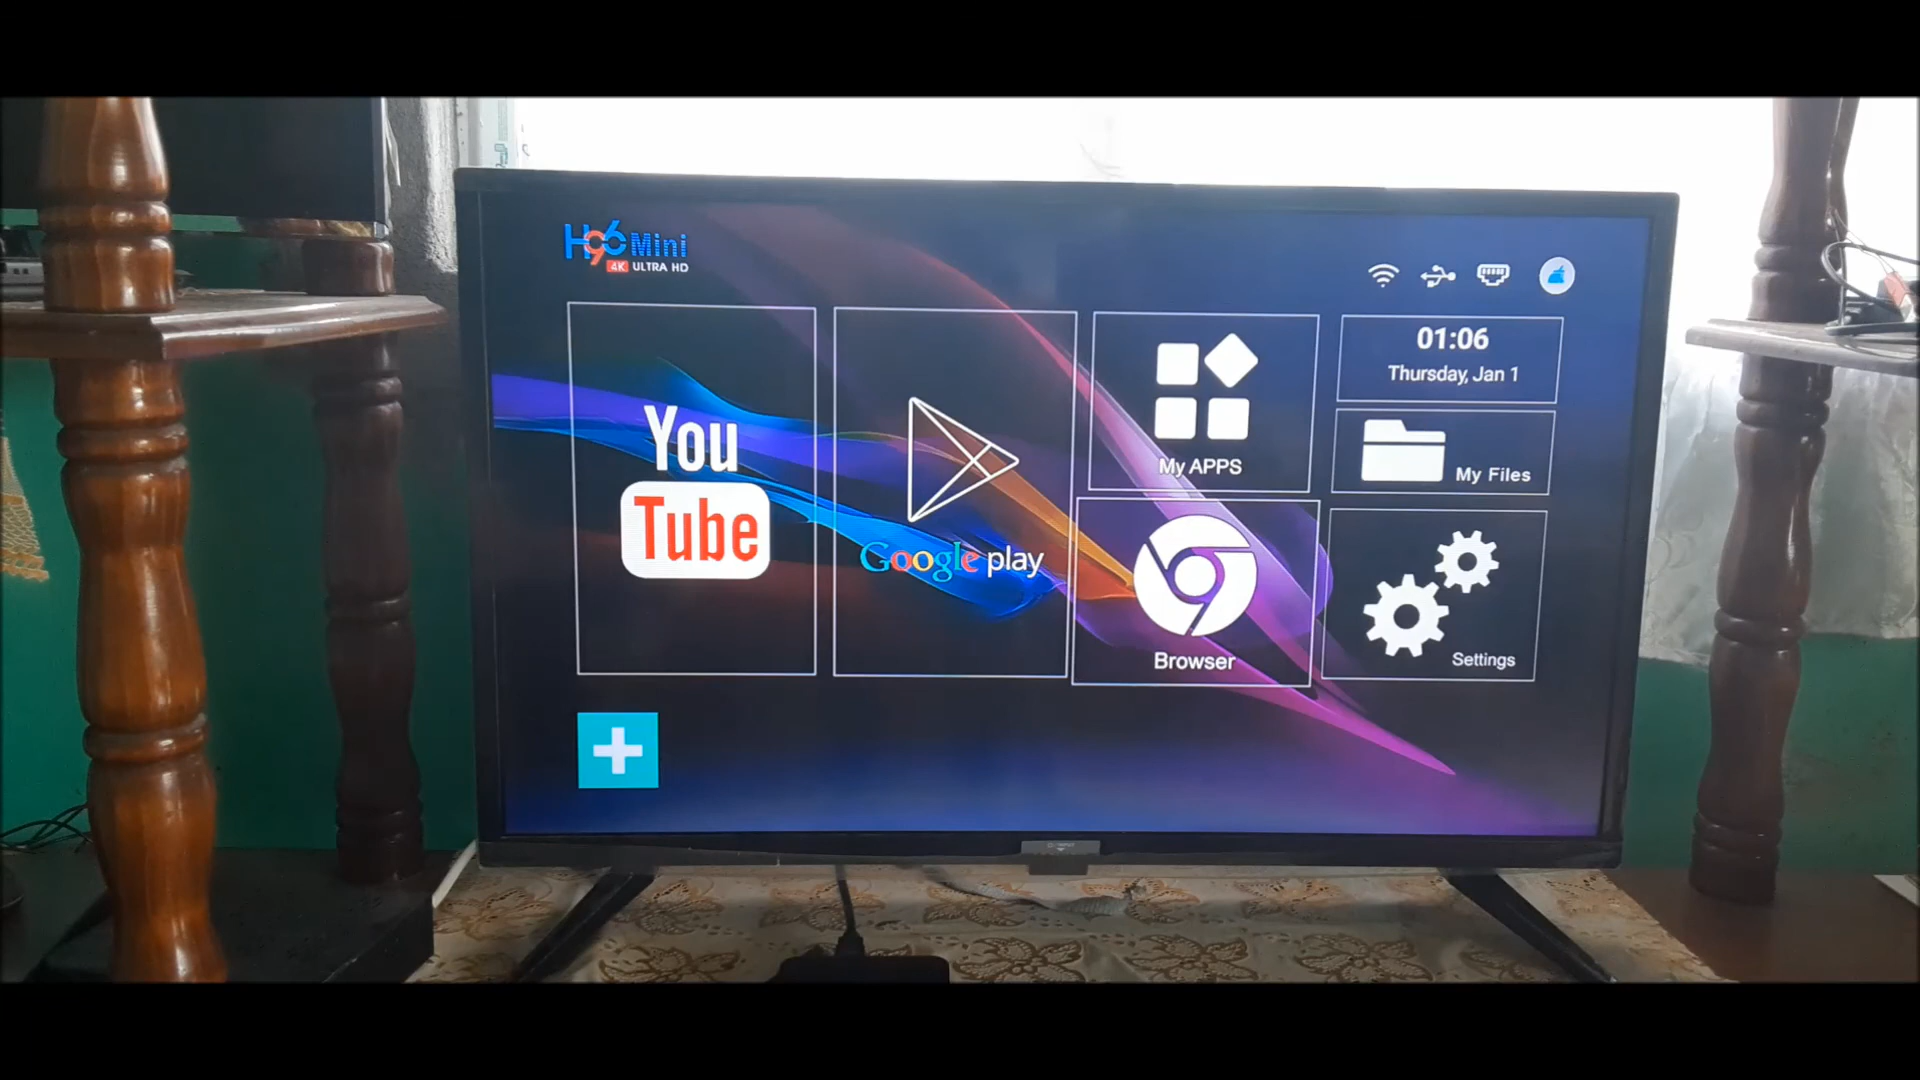 H96 Mini
4K ULTRA HD
01:06
Thursday, Jan 1
You
Tube
Google play
My APPS
My Files
Browser
Settings